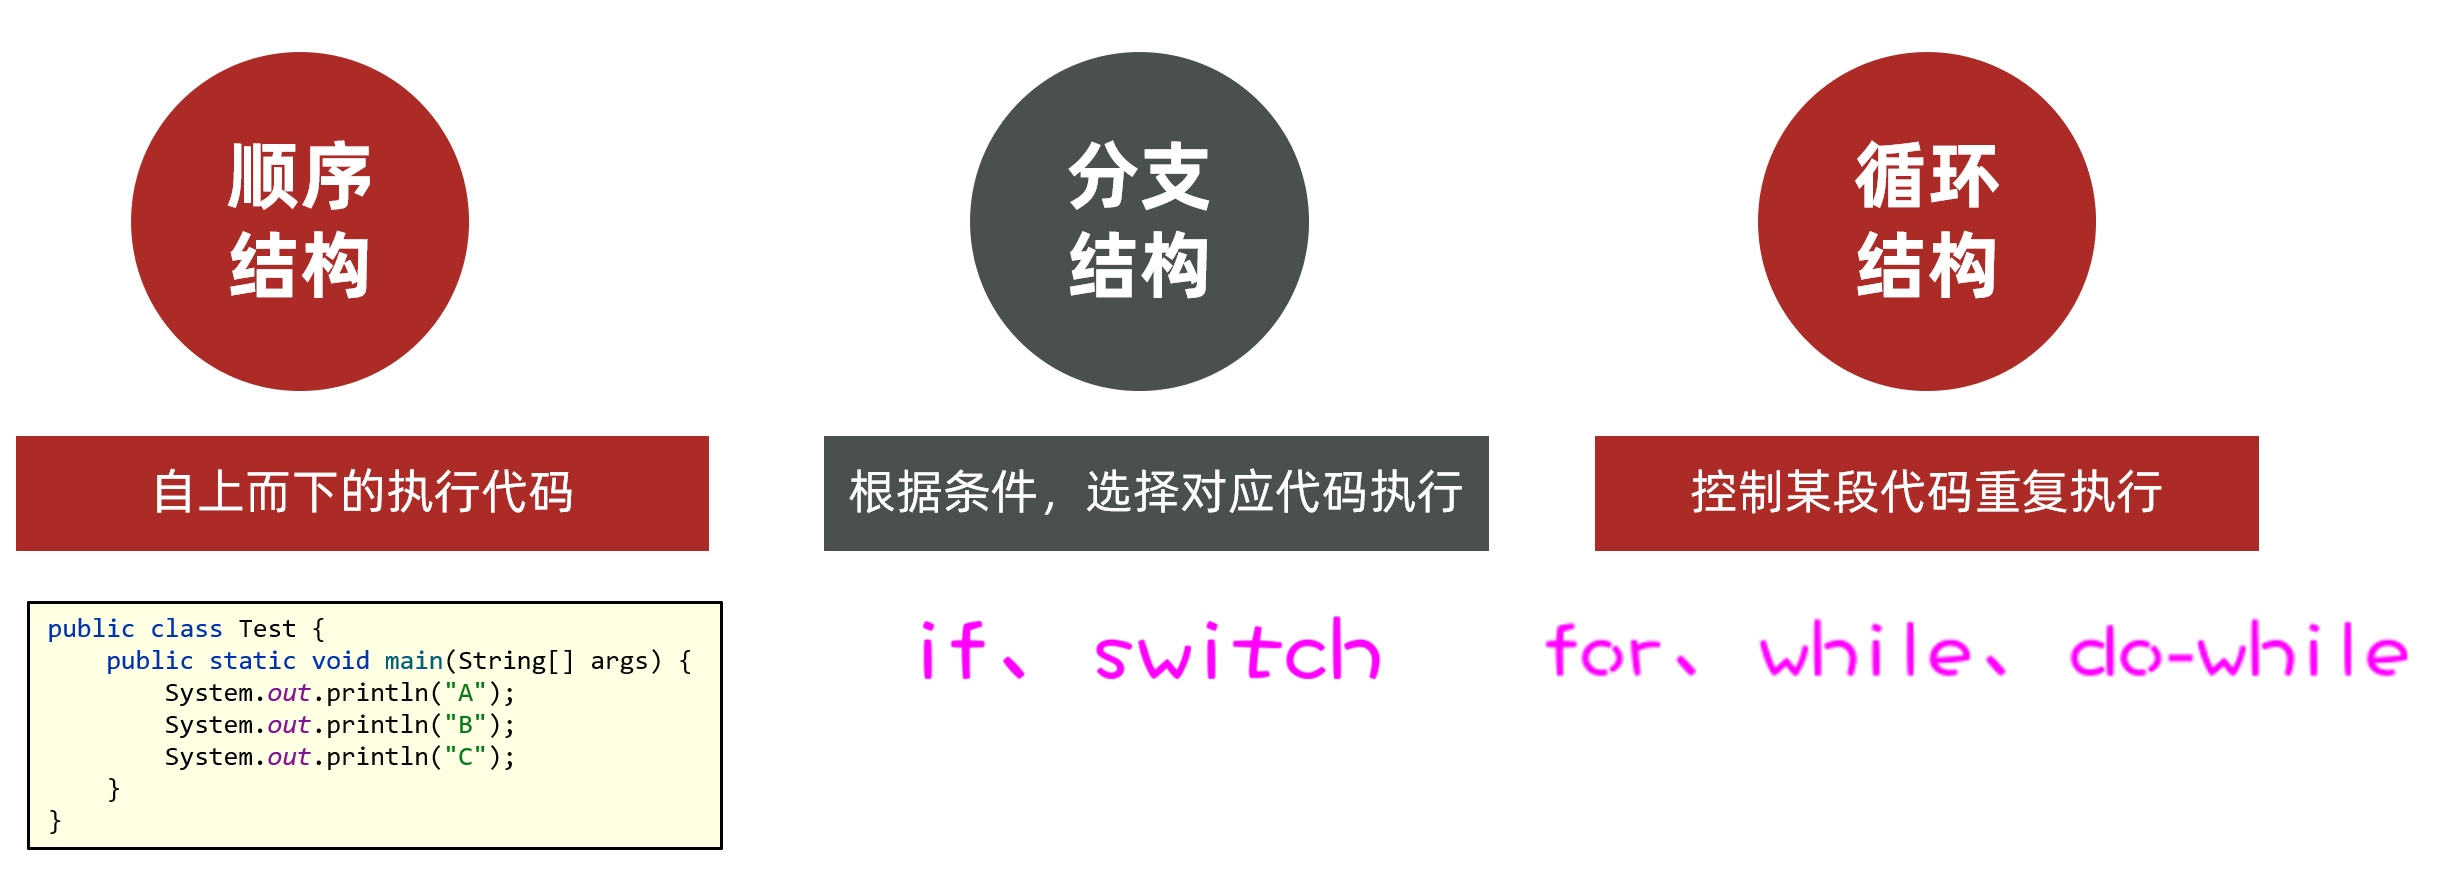 顺序
结构
自上而下的执行代码
public class Test {
    public static void main(String[] args) {
        System.out.println("A");
        System.out.println("B");
        System.out.println("C");
    }
}
分支
结构
根据条件，选择对应代码执行
if、switch
循环
结构
控制某段代码重复执行
for、while、do-while